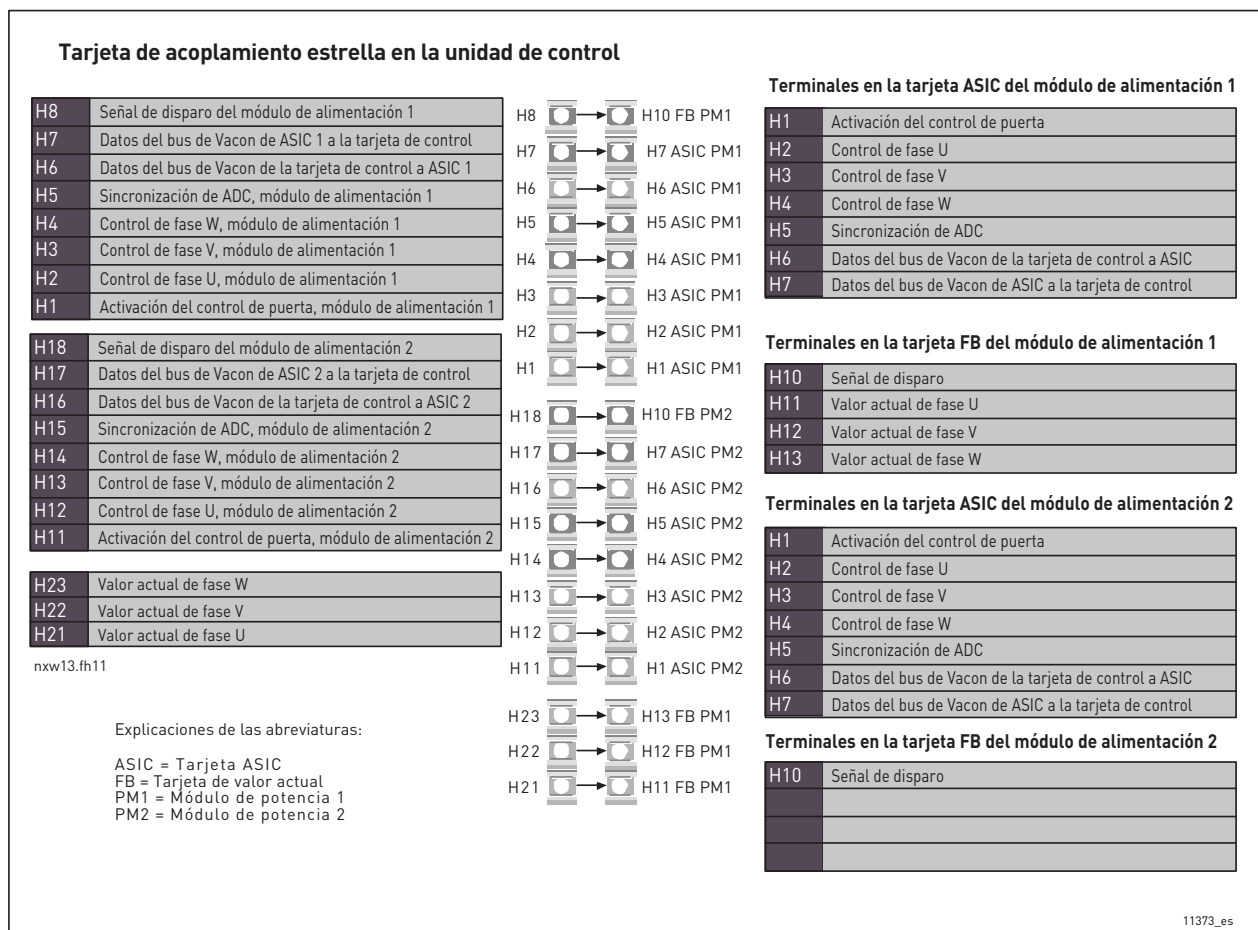 Tarjeta de acoplamiento estrella en la unidad de control
H8 Señal de disparo del módulo de alimentación 1
H7 Datos del bus de Vacon de ASIC 1 a la tarjeta de control
H6 Datos del bus de Vacon de la tarjeta de control a ASIC 1
H5 Sincronización de ADC, módulo de alimentación 1
H4 Control de fase W, módulo de alimentación 1
H3 Control de fase V, módulo de alimentación 1
H2 Control de fase U, módulo de alimentación 1
H1 Activación del control de puerta, módulo de alimentación 1
H18 Señal de disparo del módulo de alimentación 2
H17 Datos del bus de Vacon de ASIC 2 a la tarjeta de control
H16 Datos del bus de Vacon de la tarjeta de control a ASIC 2
H15 Sincronización de ADC, módulo de alimentación 2
H14 Control de fase W, módulo de alimentación 2
H13 Control de fase V, módulo de alimentación 2
H12 Control de fase U, módulo de alimentación 2
H11 Activación del control de puerta, módulo de alimentación 2
H23 Valor actual de fase W
H22 Valor actual de fase V
H21 Valor actual de fase U
nxw13.fh11
Explicaciones de las abreviaturas:
ASIC = Tarjeta ASIC
FB = Tarjeta de valor actual
PM1 = Módulo de potencia 1
PM2 = Módulo de potencia 2
H8 H10 FB PM1
H7 H7 ASIC PM1
H6 H6 ASIC PM1
H5 H5 ASIC PM1
H4 H4 ASIC PM1
H3 H3 ASIC PM1
H2 H2 ASIC PM1
H1 H1 ASIC PM1
H18 H10 FB PM2
H17 H7 ASIC PM2
H16 H6 ASIC PM2
H15 H5 ASIC PM2
H14 H4 ASIC PM2
H13 H3 ASIC PM2
H12 H2 ASIC PM2
H11 H1 ASIC PM2
H23 H13 FB PM1
H22 H12 FB PM1
H21 H11 FB PM1
Terminales en la tarjeta ASIC del módulo de alimentación 1
H1 Activación del control de puerta
H2 Control de fase U
H3 Control de fase V
H4 Control de fase W
H5 Sincronización de ADC
H6 Datos del bus de Vacon de la tarjeta de control a ASIC
H7 Datos del bus de Vacon de ASIC a la tarjeta de control
Terminales en la tarjeta FB del módulo de alimentación 1
H10 Señal de disparo
H11 Valor actual de fase U
H12 Valor actual de fase V
H13 Valor actual de fase W
Terminales en la tarjeta ASIC del módulo de alimentación 2
H1 Activación del control de puerta
H2 Control de fase U
H3 Control de fase V
H4 Control de fase W
H5 Sincronización de ADC
H6 Datos del bus de Vacon de la tarjeta de control a ASIC
H7 Datos del bus de Vacon de ASIC a la tarjeta de control
Terminales en la tarjeta FB del módulo de alimentación 2
H10 Señal de disparo
11373_es